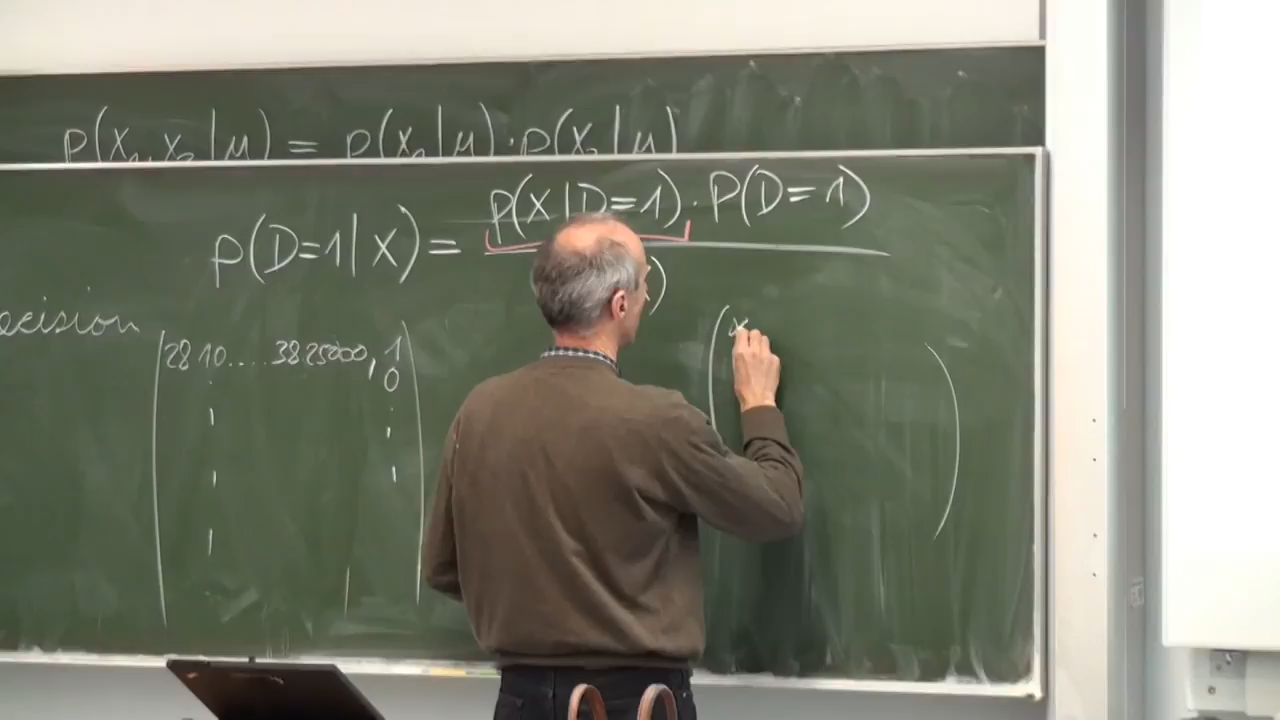 p(x₁, x₂ | μ) = p(x₁ | μ) · p(x₂ | μ)
p(D=1 | X) = p(X | D=1) · P(D=1)
)
ecision
28 10 .... 38 25000, 1
0
(x